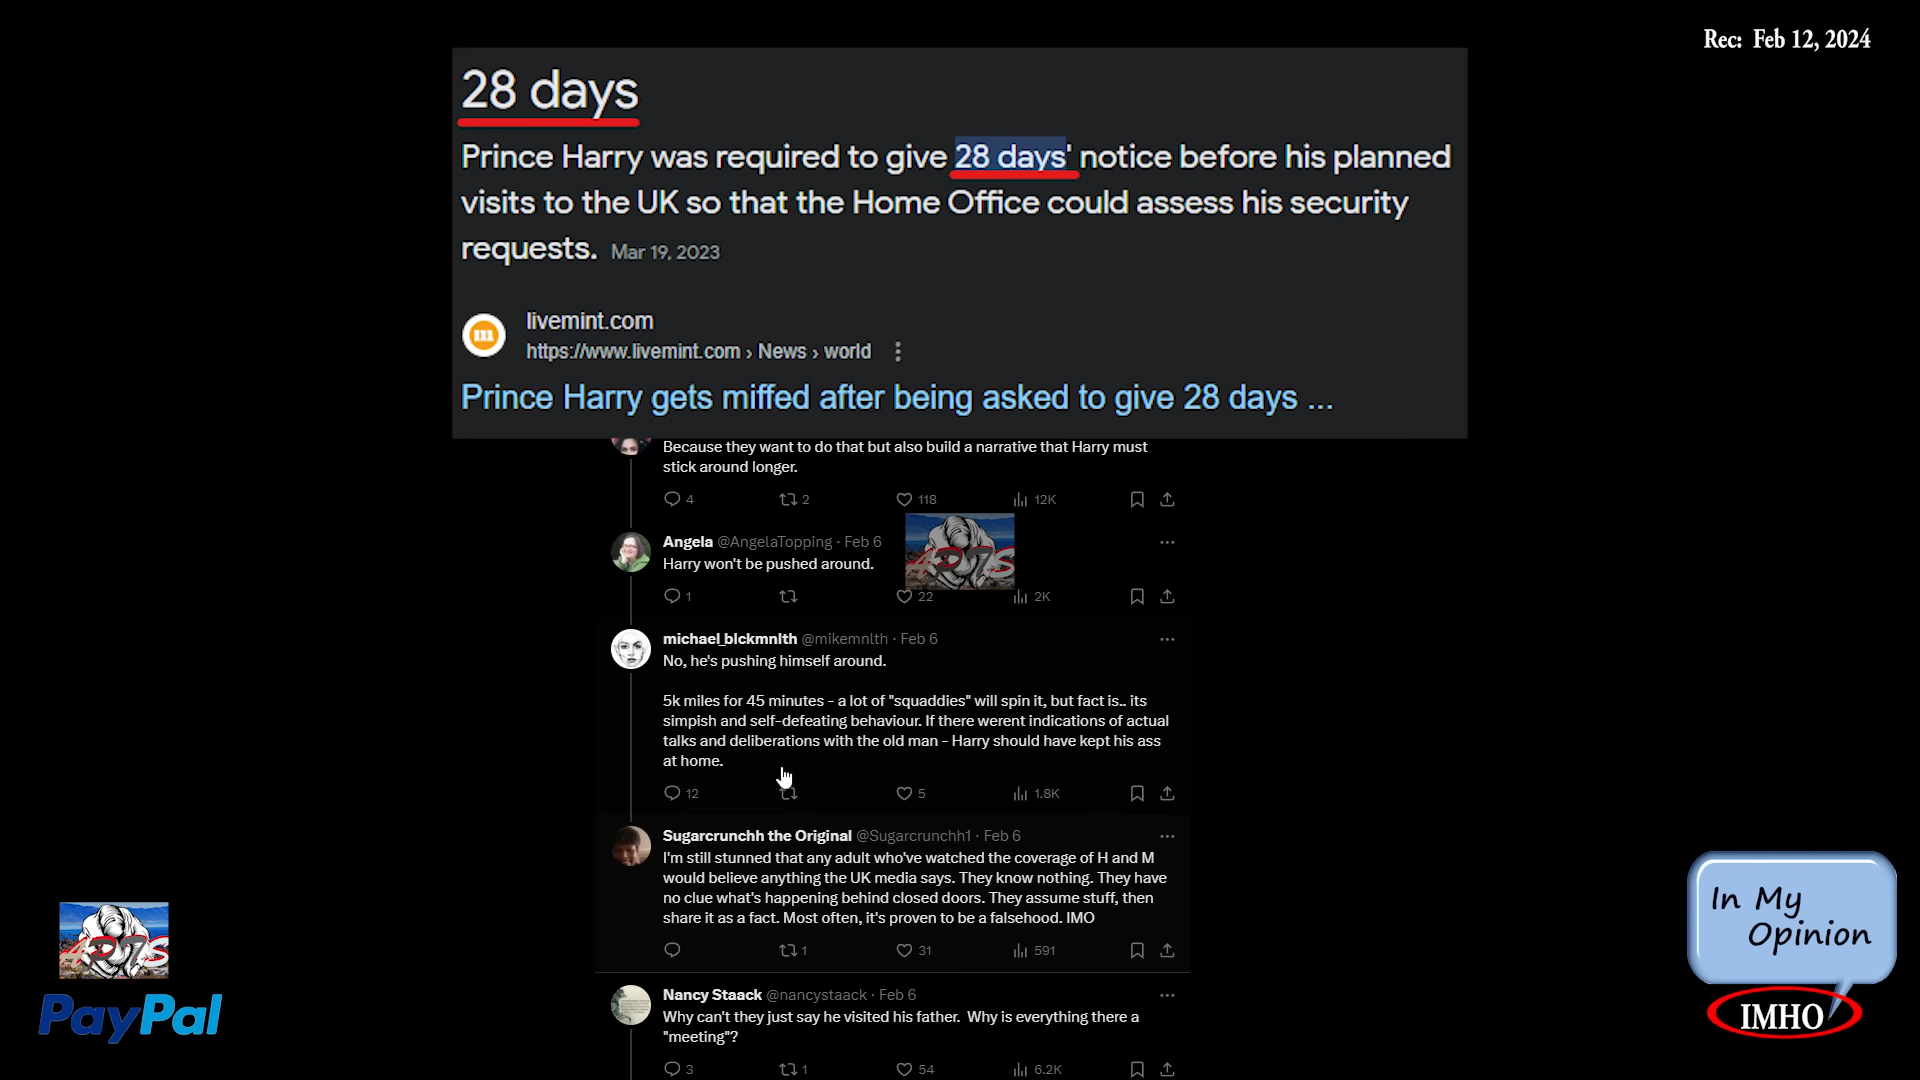 Rec: Feb 12, 2024
28 days
Prince Harry was required to give 28 days' notice before his planned
visits to the UK so that the Home Office could assess his security
requests. Mar 19, 2023
livemint.com
https://www.livemint.com › News › world
Prince Harry gets miffed after being asked to give 28 days ...
Because they want to do that but also build a narrative that Harry must
stick around longer.
4 2 118 12K
Angela @AngelaTopping · Feb 6
Harry won't be pushed around.
1 22 2K
michael_blckmnlth @mikemnlth · Feb 6
No, he's pushing himself around.
5k miles for 45 minutes - a lot of "squaddies" will spin it, but fact is.. its
simpish and self-defeating behaviour. If there werent indications of actual
talks and deliberations with the old man - Harry should have kept his ass
at home.
12 5 1.8K
Sugarcrunchh the Original @Sugarcrunchh1 · Feb 6
I'm still stunned that any adult who've watched the coverage of H and M
would believe anything the UK media says. They know nothing. They have
no clue what's happening behind closed doors. They assume stuff, then
share it as a fact. Most often, it's proven to be a falsehood. IMO
1 31 591
Nancy Staack @nancystaack · Feb 6
Why can't they just say he visited his father. Why is everything there a
"meeting"?
3 1 54 6.2K
PayPal
In My
Opinion
IMHO